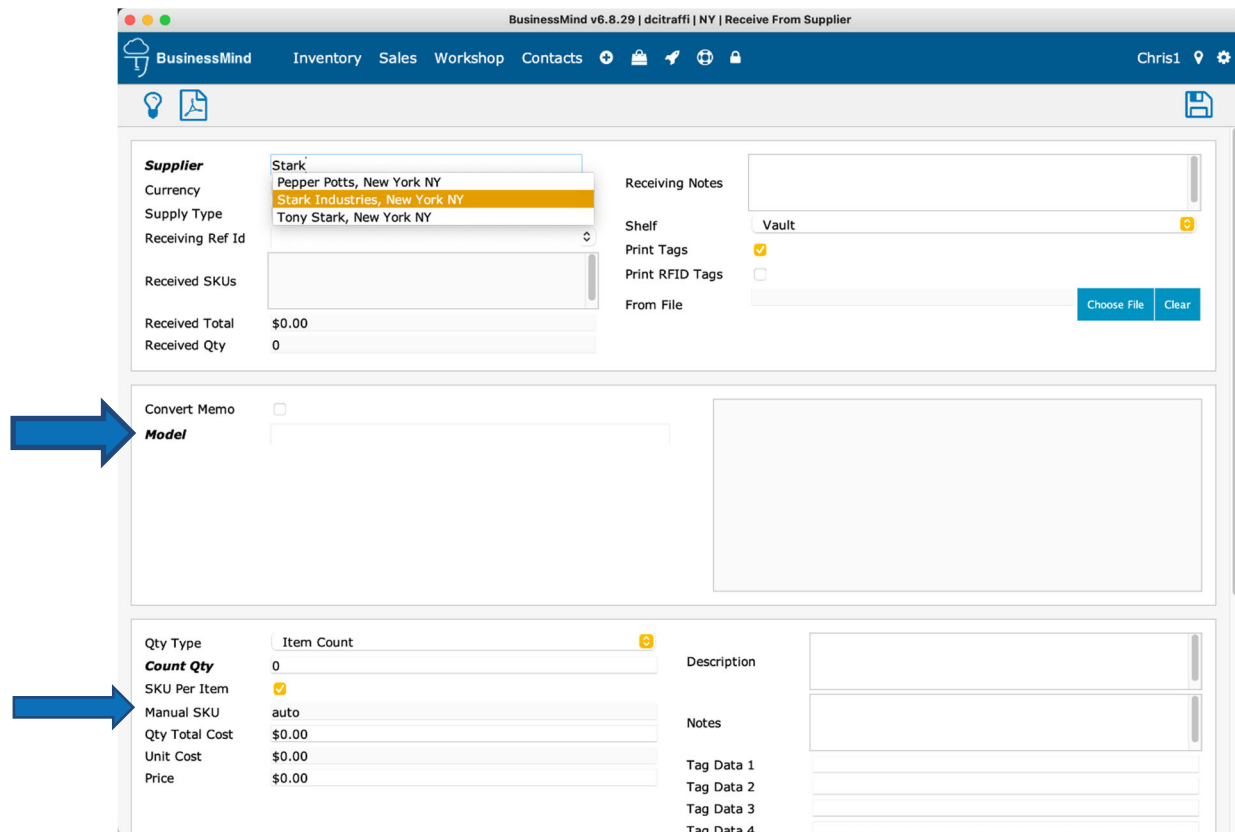 BusinessMind v6.8.29 | dcitraffi | NY | Receive From Supplier
BusinessMind Inventory Sales Workshop Contacts Chris1
Supplier Stark
Pepper Potts, New York NY
Stark Industries, New York NY
Tony Stark, New York NY
Currency
Supply Type
Receiving Ref Id
Received SKUs
Received Total $0.00
Received Qty 0
Receiving Notes
Shelf Vault
Print Tags
Print RFID Tags
From File Choose File Clear
Convert Memo
Model
Qty Type Item Count
Count Qty 0
SKU Per Item
Manual SKU auto
Qty Total Cost $0.00
Unit Cost $0.00
Price $0.00
Description
Notes
Tag Data 1
Tag Data 2
Tag Data 3
Tag Data 4